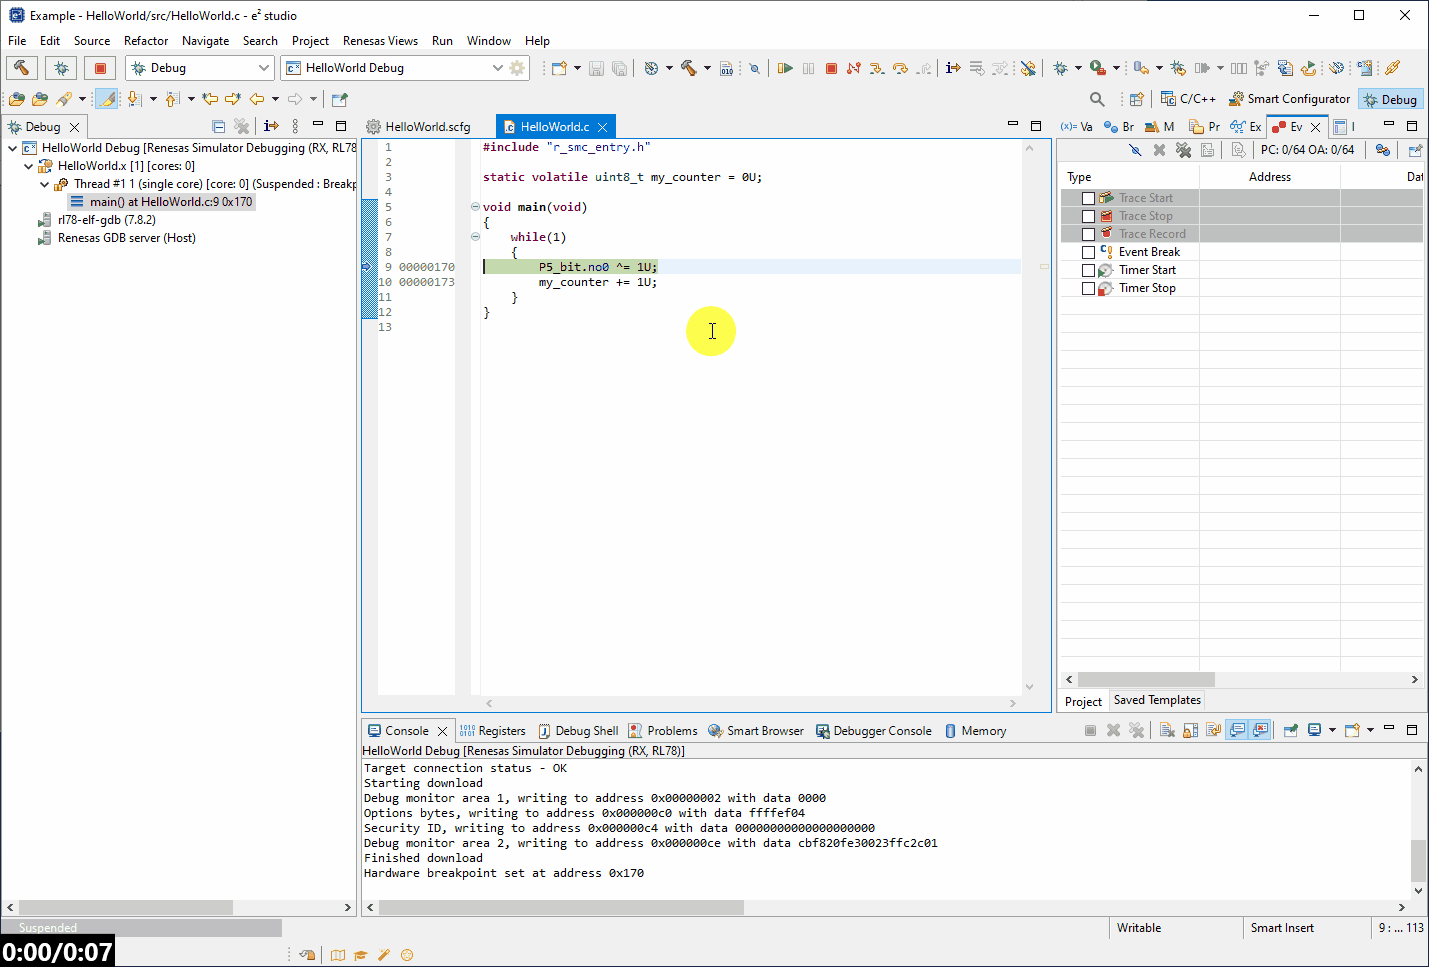 Example - HelloWorld/src/HelloWorld.c - e² studio
File Edit Source Refactor Navigate Search Project Renesas Views Run Window Help
Debug HelloWorld Debug
C/C++ Smart Configurator Debug
Debug
HelloWorld Debug [Renesas Simulator Debugging (RX, RL78
HelloWorld.x [1] [cores: 0]
Thread #1 1 (single core) [core: 0] (Suspended : Breakp
main() at HelloWorld.c:9 0x170
rl78-elf-gdb (7.8.2)
Renesas GDB server (Host)
HelloWorld.scfg HelloWorld.c
1 #include "r_smc_entry.h"
2
3 static volatile uint8_t my_counter = 0U;
4
5 void main(void)
6 {
7 while(1)
8 {
9 00000170 P5_bit.no0 ^= 1U;
10 00000173 my_counter += 1U;
11 }
12 }
13
(x)= Va Br M Pr Ex Ev I
PC: 0/64 OA: 0/64
Type Address Dat
Trace Start
Trace Stop
Trace Record
Event Break
Timer Start
Timer Stop
Project Saved Templates
Console Registers Debug Shell Problems Smart Browser Debugger Console Memory
HelloWorld Debug [Renesas Simulator Debugging (RX, RL78)]
Target connection status - OK
Starting download
Debug monitor area 1, writing to address 0x00000002 with data 0000
Options bytes, writing to address 0x000000c0 with data ffffef04
Security ID, writing to address 0x000000c4 with data 00000000000000000000
Debug monitor area 2, writing to address 0x000000ce with data cbf820fe30023ffc2c01
Finished download
Hardware breakpoint set at address 0x170
Suspended
Writable Smart Insert 9 : ... 113
0:00/0:07